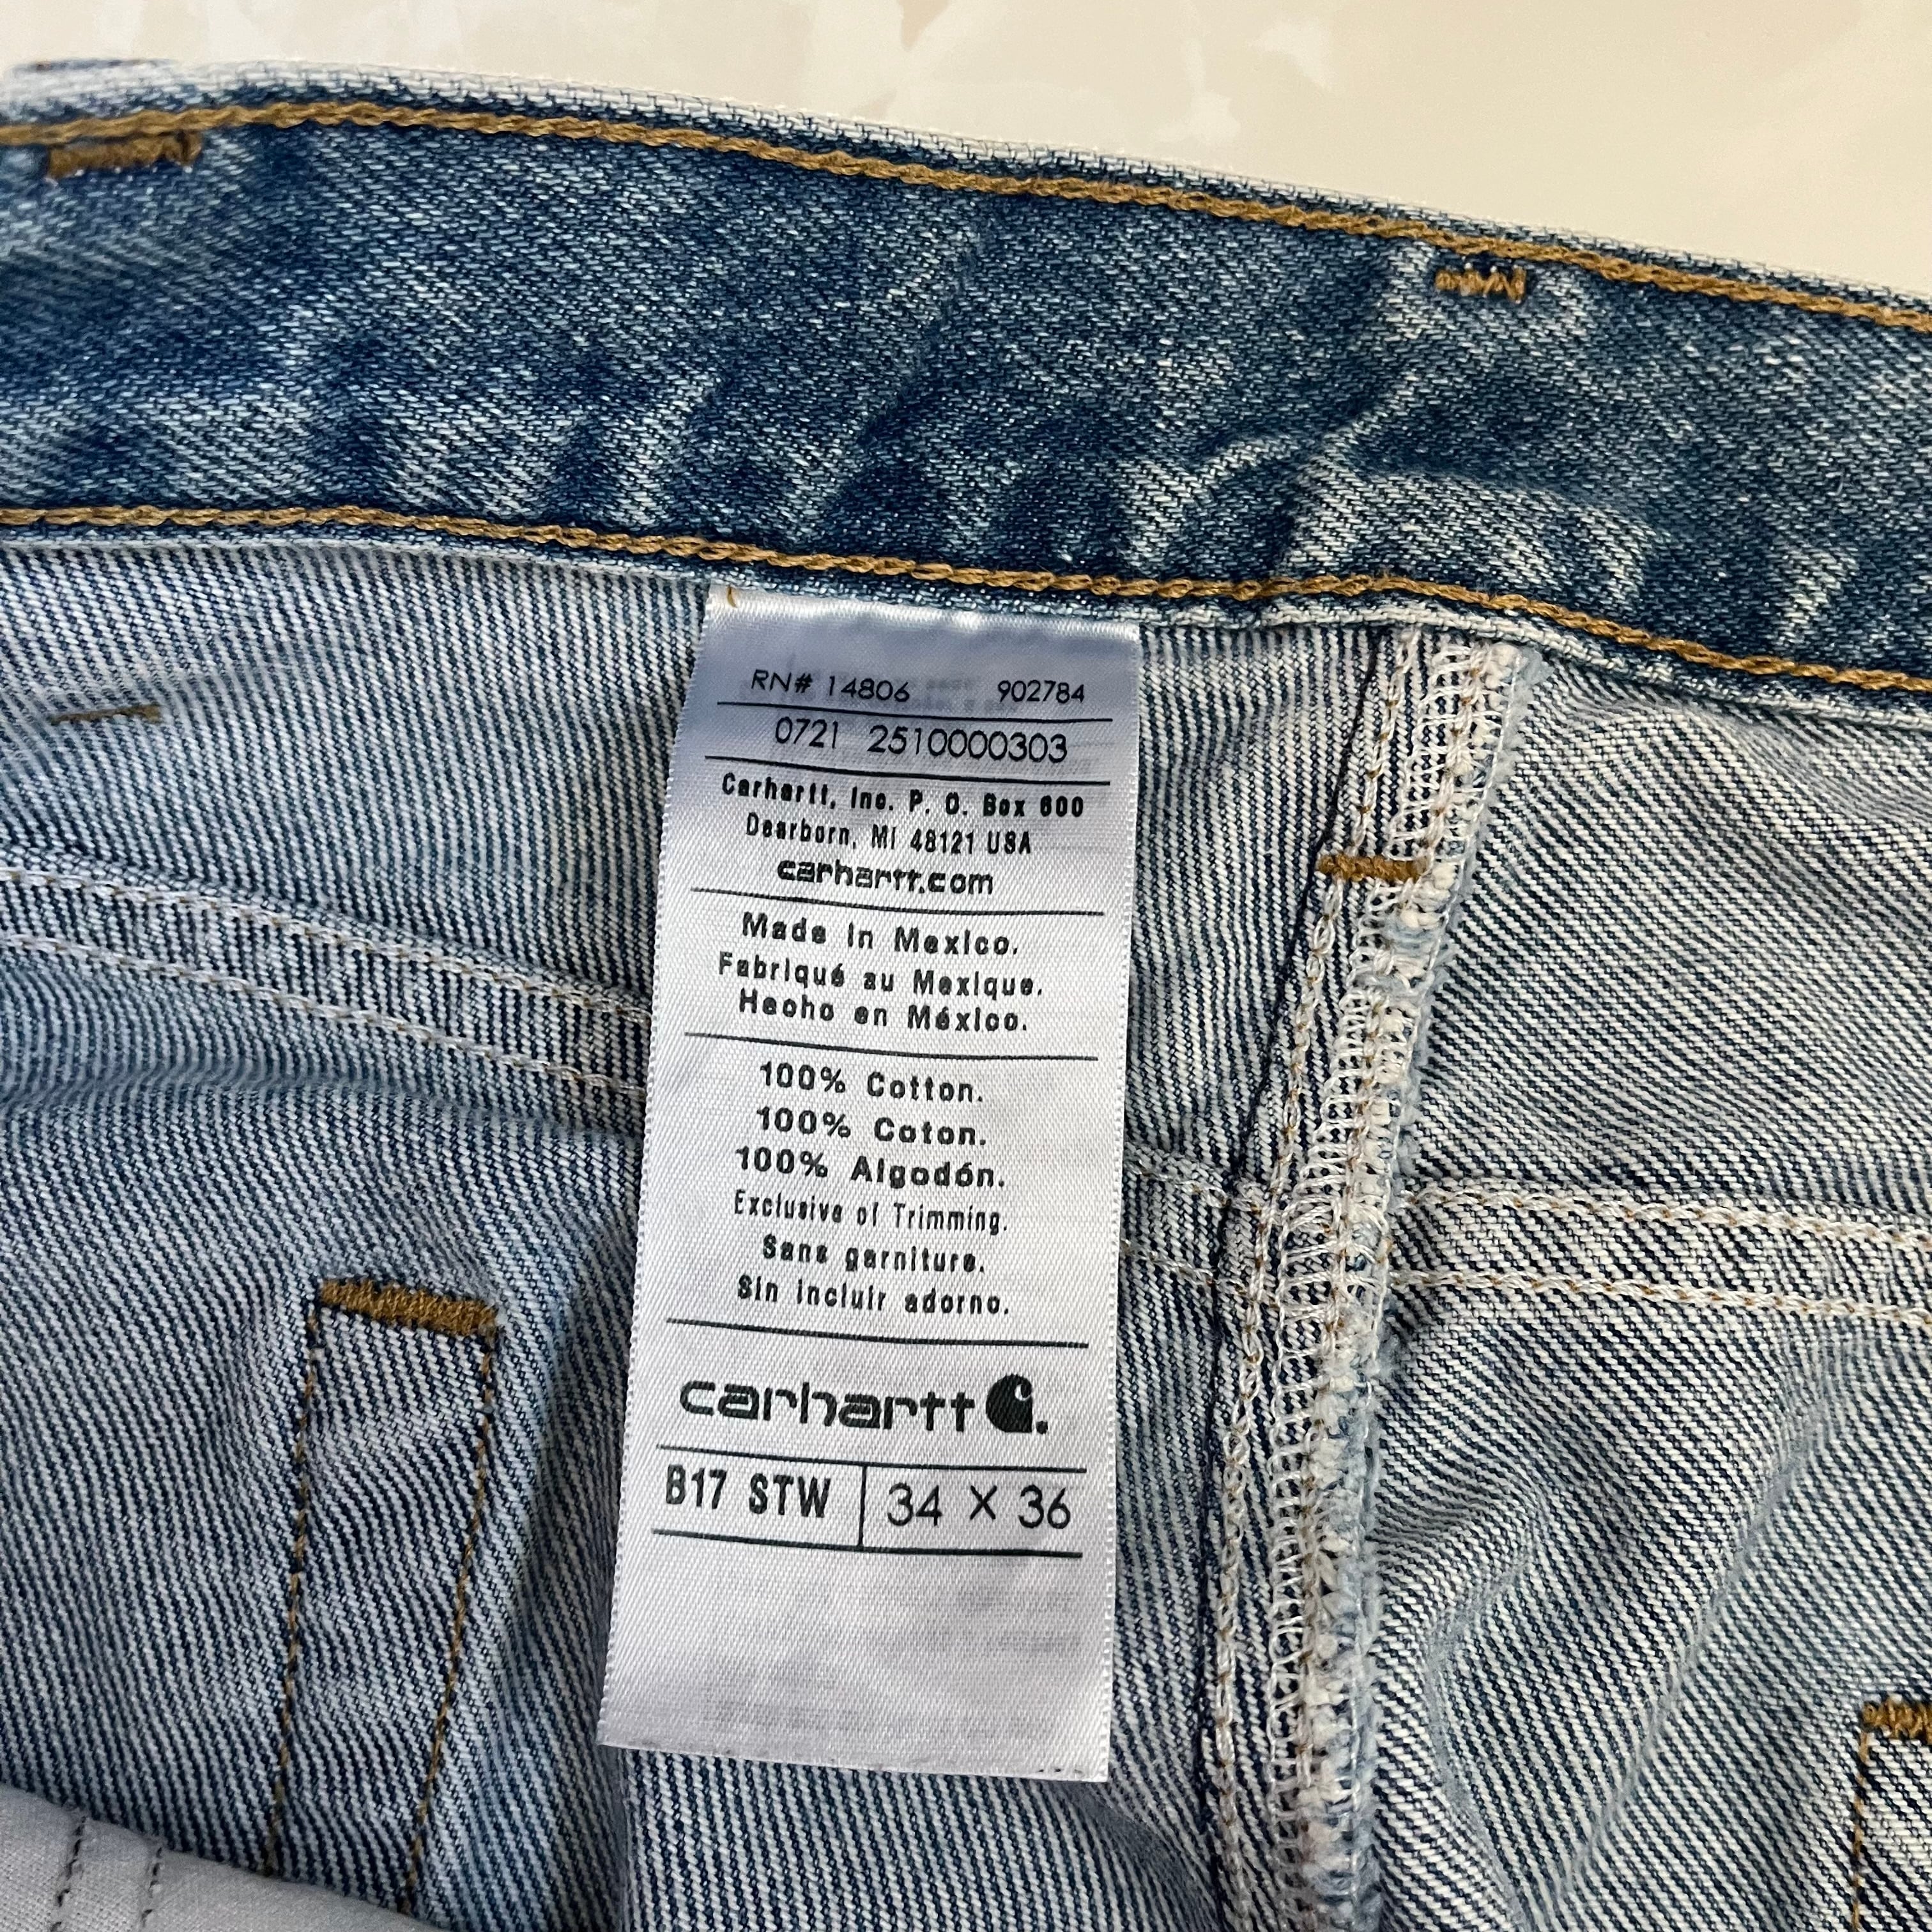 RN# 14806 902784
0721 2510000303
Carhartt, Inc. P. O. Box 600
Dearborn, MI 48121 USA
carhartt.com
Made in Mexico.
Fabriqué au Mexique.
Hecho en México.
100% Cotton.
100% Coton.
100% Algodón.
Exclusive of Trimming.
Sans garniture.
Sin incluir adorno.
carhartt
B17 STW 34 X 36